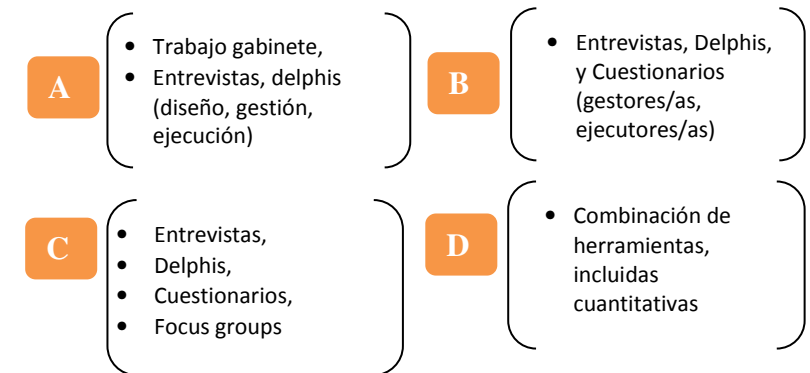 A
• Trabajo gabinete,
• Entrevistas, delphis
(diseño, gestión,
ejecución)
B
• Entrevistas, Delphis,
y Cuestionarios
(gestores/as,
ejecutores/as)
C
• Entrevistas,
• Delphis,
• Cuestionarios,
• Focus groups
D
• Combinación de
herramientas,
incluidas
cuantitativas